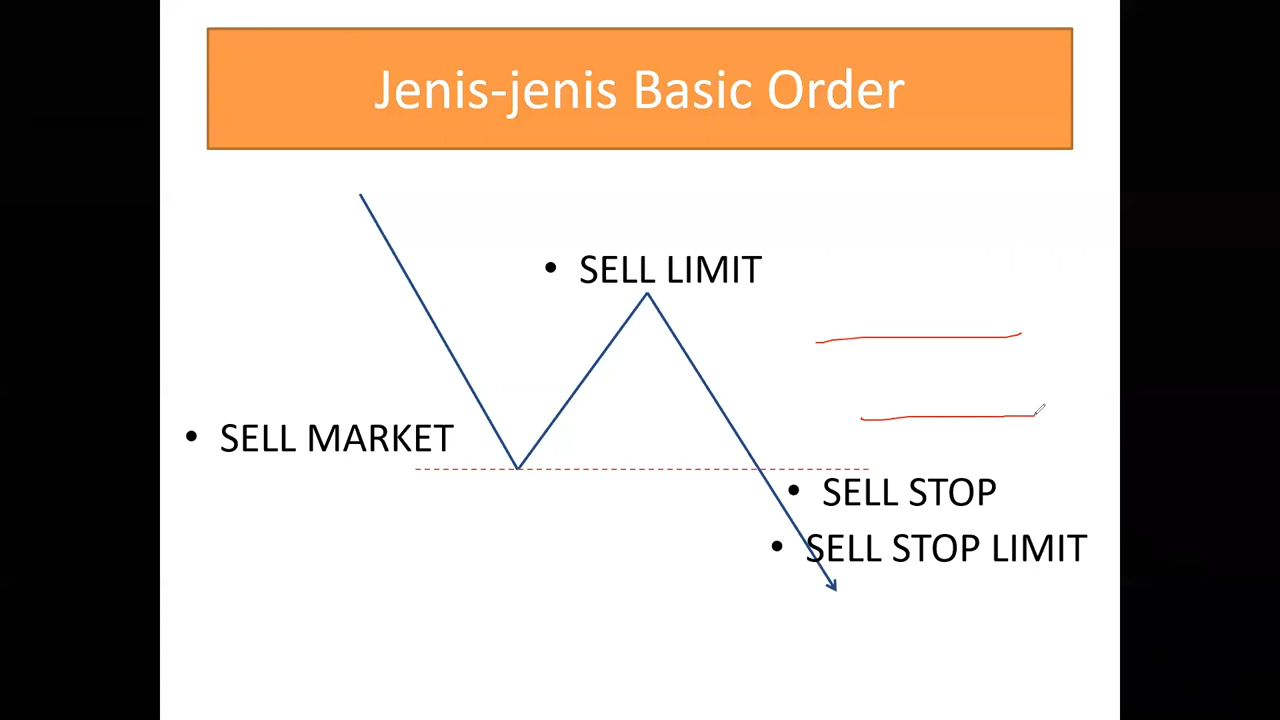 Jenis-jenis Basic Order
• SELL LIMIT
• SELL MARKET
• SELL STOP
• SELL STOP LIMIT